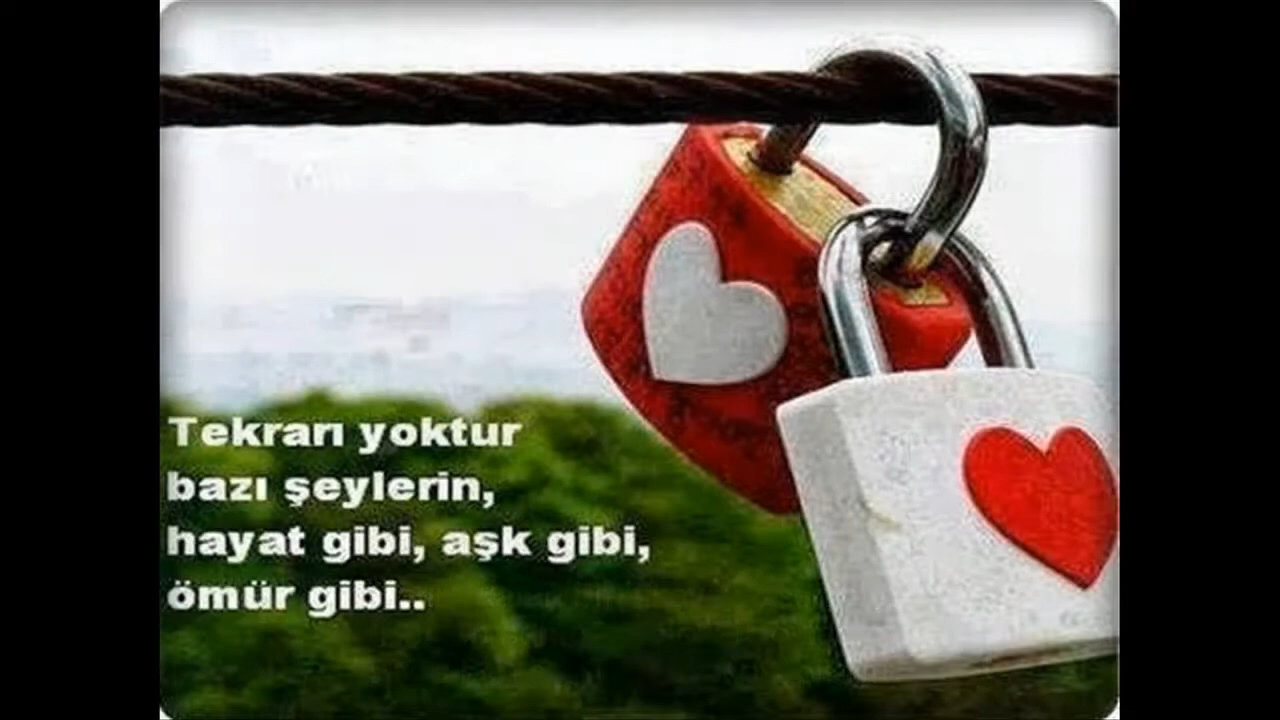 Tekrarı yoktur
bazı şeylerin,
hayat gibi, aşk gibi,
ömür gibi..